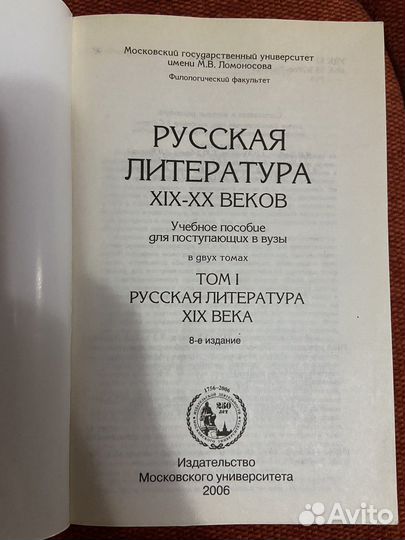 Московский государственный университет
имени М.В. Ломоносова
Филологический факультет
РУССКАЯ
ЛИТЕРАТУРА
XIX-XX ВЕКОВ
Учебное пособие
для поступающих в вузы
в двух томах
ТОМ I
РУССКАЯ ЛИТЕРАТУРА
XIX ВЕКА
8-е издание
1756-2006
250
ЛЕТ
Издательство
Московского университета
2006
Avito